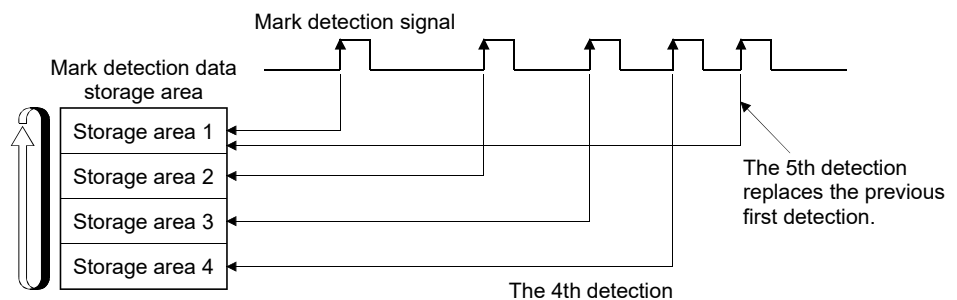 Mark detection signal
Mark detection data
storage area
Storage area 1
Storage area 2
Storage area 3
Storage area 4
The 5th detection
replaces the previous
first detection.
The 4th detection